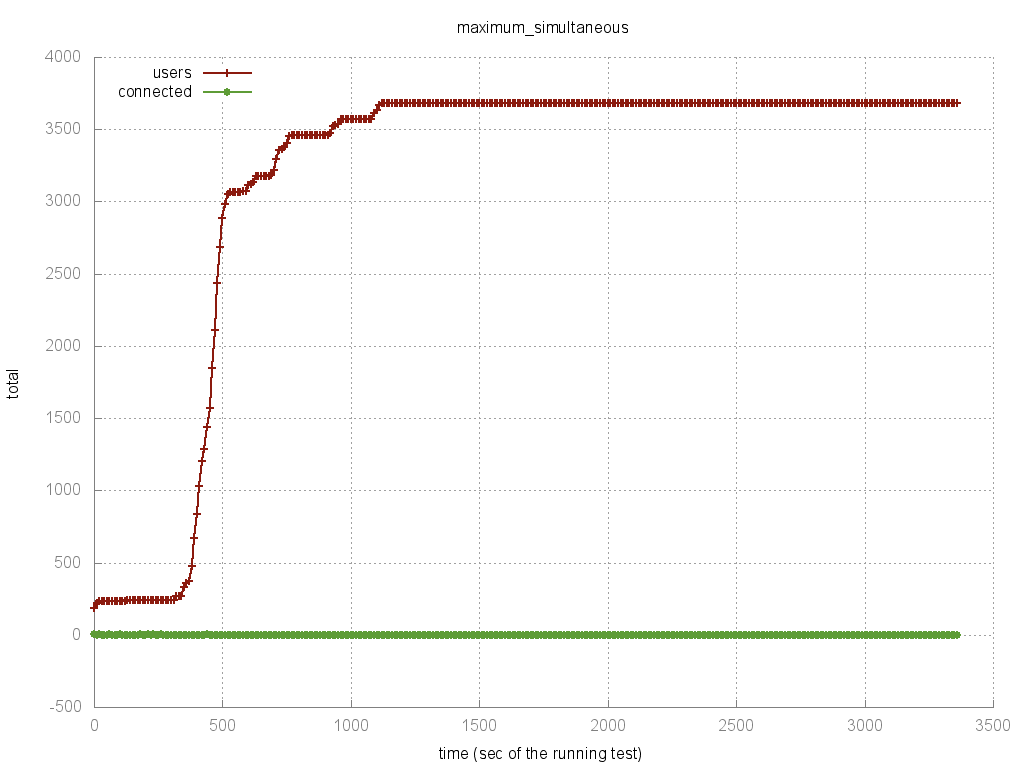 maximum_simultaneous
4000
3500
3000
2500
2000
1500
1000
500
0
-500
users
connected
total
0 500 1000 1500 2000 2500 3000 3500
time (sec of the running test)